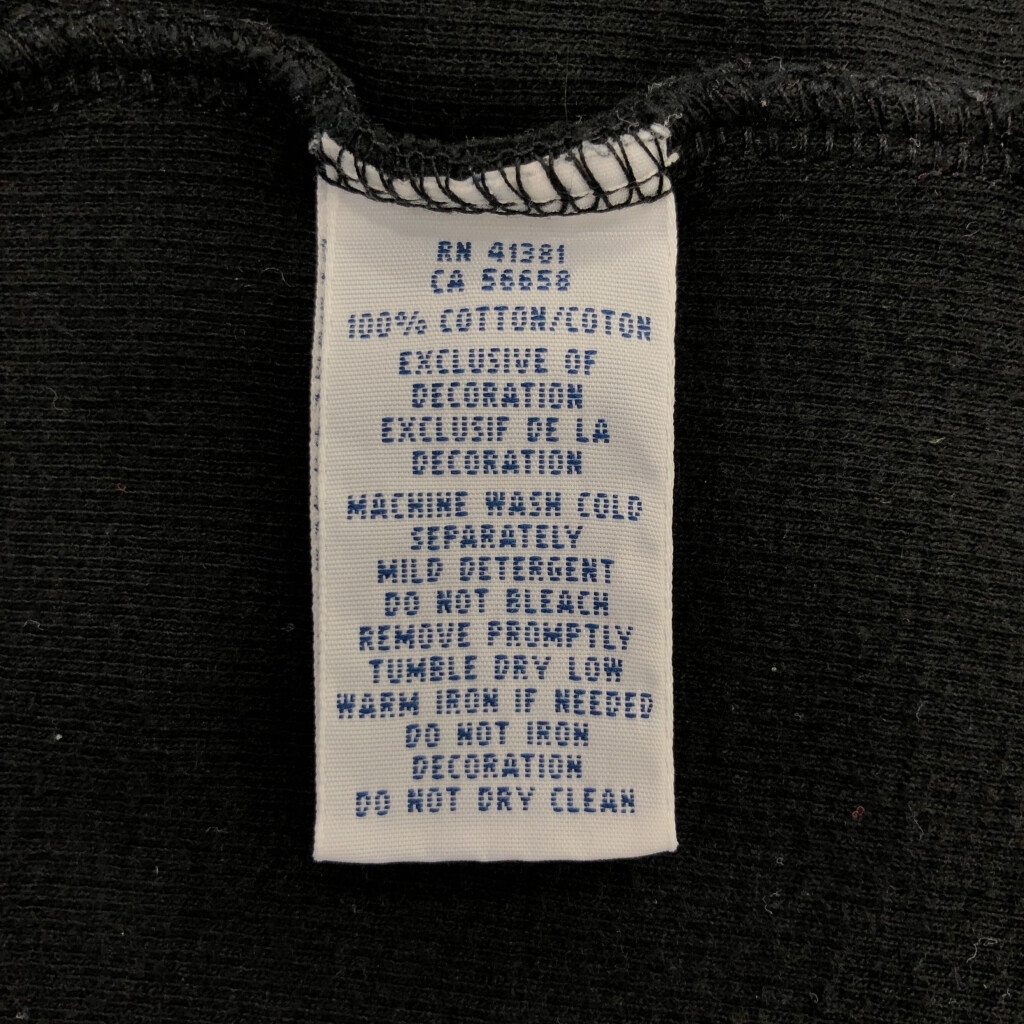 RN 41381
CA 56658
100% COTTON/COTON
EXCLUSIVE OF
DECORATION
EXCLUSIF DE LA
DECORATION
MACHINE WASH COLD
SEPARATELY
MILD DETERGENT
DO NOT BLEACH
REMOVE PROMPTLY
TUMBLE DRY LOW
WARM IRON IF NEEDED
DO NOT IRON
DECORATION
DO NOT DRY CLEAN